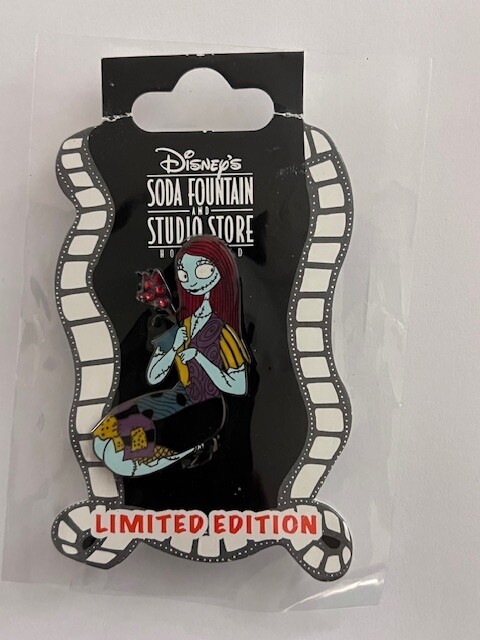 Disney's
SODA FOUNTAIN
AND
STUDIO STORE
LIMITED EDITION